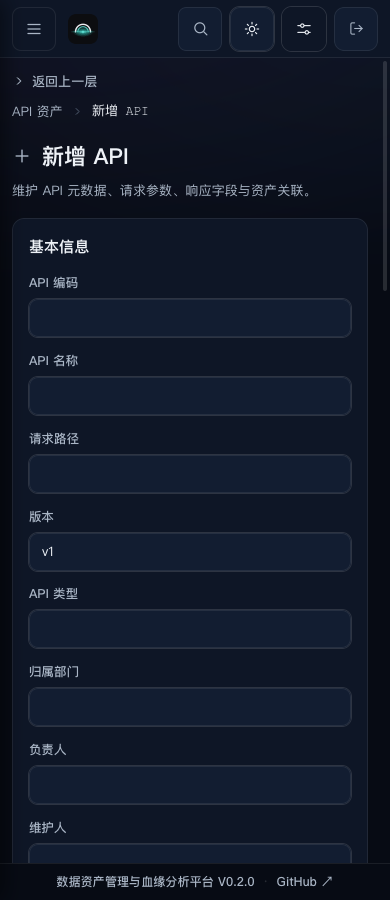 返回上一层
API 资产 > 新增 API
新增 API
维护 API 元数据、请求参数、响应字段与资产关联。
基本信息
API 编码
API 名称
请求路径
版本
v1
API 类型
归属部门
负责人
维护人
数据资产管理与血缘分析平台 V0.2.0 · GitHub ↗